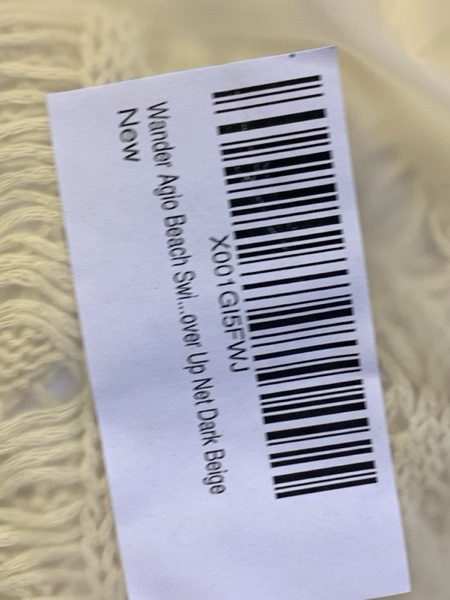 X001GI5FWJ
Wander Agio Beach Swi...over Up Net Dark Beige
New